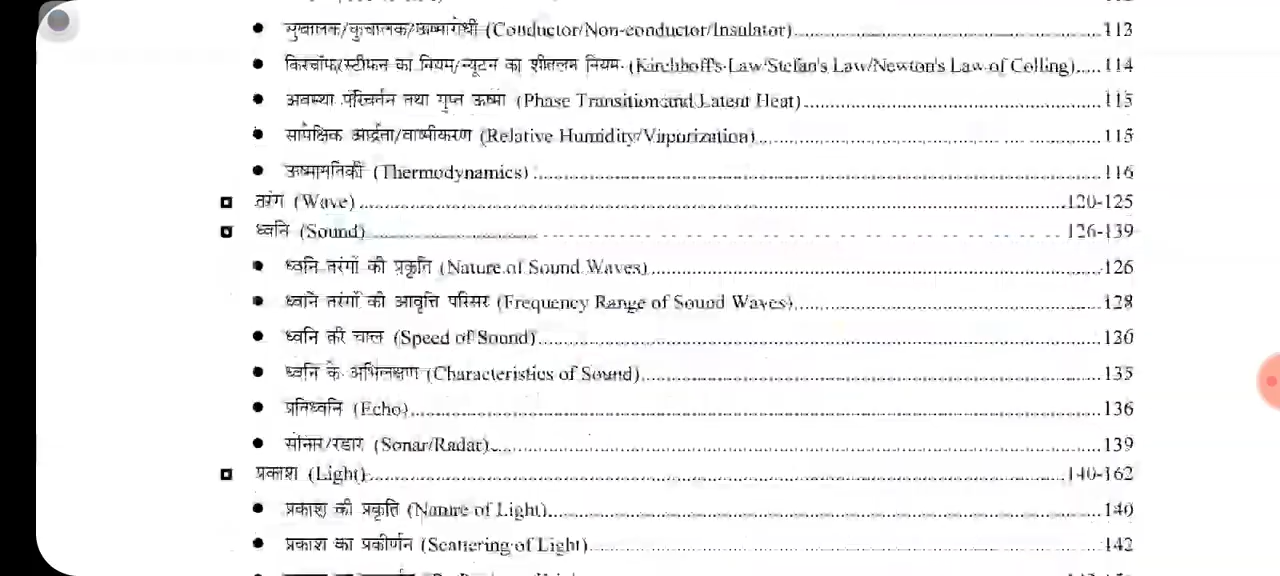 ● सुचालक/कुचालक/ऊष्मारोधी (Conductor/Non-conductor/Insulator)..........113
● किरचॉफ/स्टीफन का नियम/न्यूटन का शीतलन नियम (Kirchhoff's Law/Stefan's Law/Newton's Law of Colling).....114
● अवस्था परिवर्तन तथा गुप्त ऊष्मा (Phase Transition and Latent Heat)..........115
● सापेक्षिक आर्द्रता/वाष्पीकरण (Relative Humidity/Vapurization)..........115
● ऊष्मागतिकी (Thermodynamics)..........116
तरंग (Wave)..........120-125
ध्वनि (Sound)..........126-139
● ध्वनि तरंगों की प्रकृति (Nature of Sound Waves)..........126
● ध्वनि तरंगों की आवृत्ति परिसर (Frequency Range of Sound Waves)..........128
● ध्वनि की चाल (Speed of Sound)..........130
● ध्वनि के अभिलक्षण (Characteristics of Sound)..........135
● प्रतिध्वनि (Echo)..........136
● सोनार/रडार (Sonar/Radar)..........139
प्रकाश (Light)..........140-162
● प्रकाश की प्रकृति (Nature of Light)..........140
● प्रकाश का प्रकीर्णन (Scattering of Light)..........142